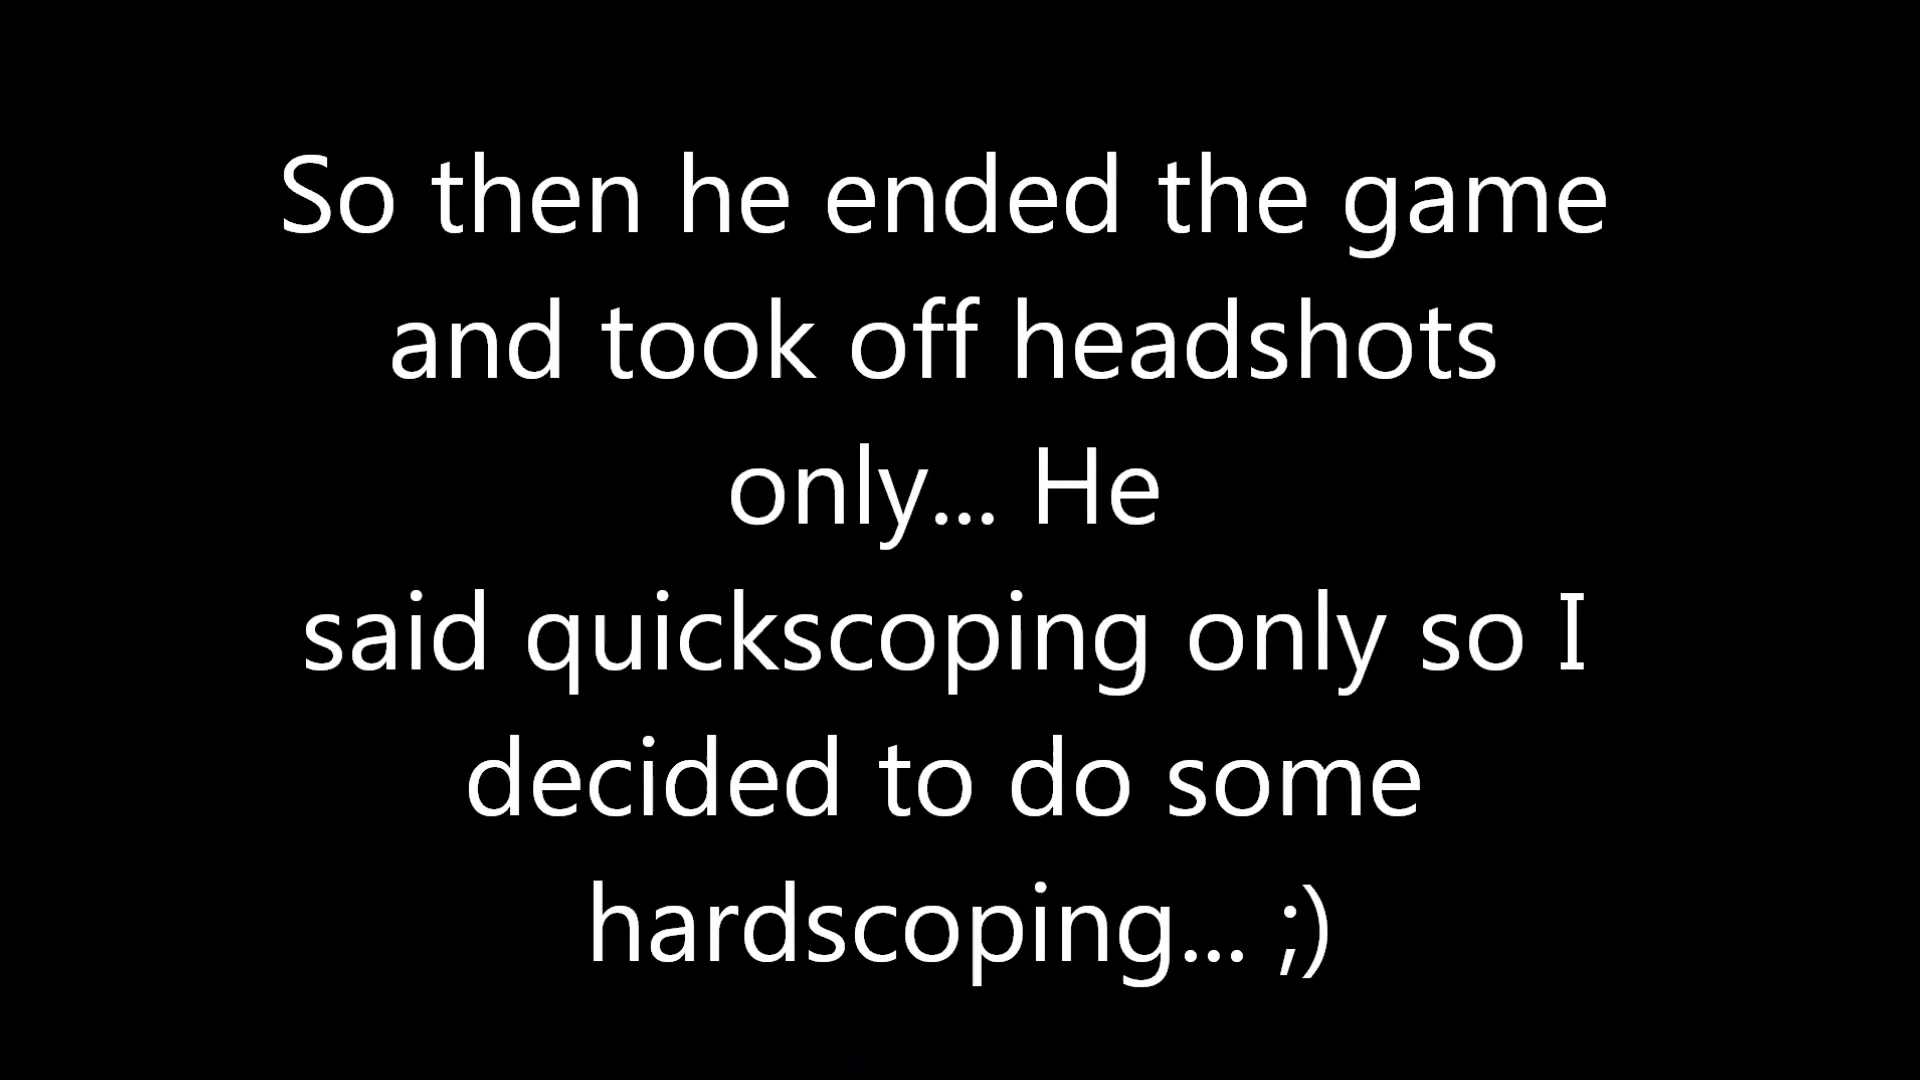 So then he ended the game
and took off headshots
only... He
said quickscoping only so I
decided to do some
hardscoping... ;)